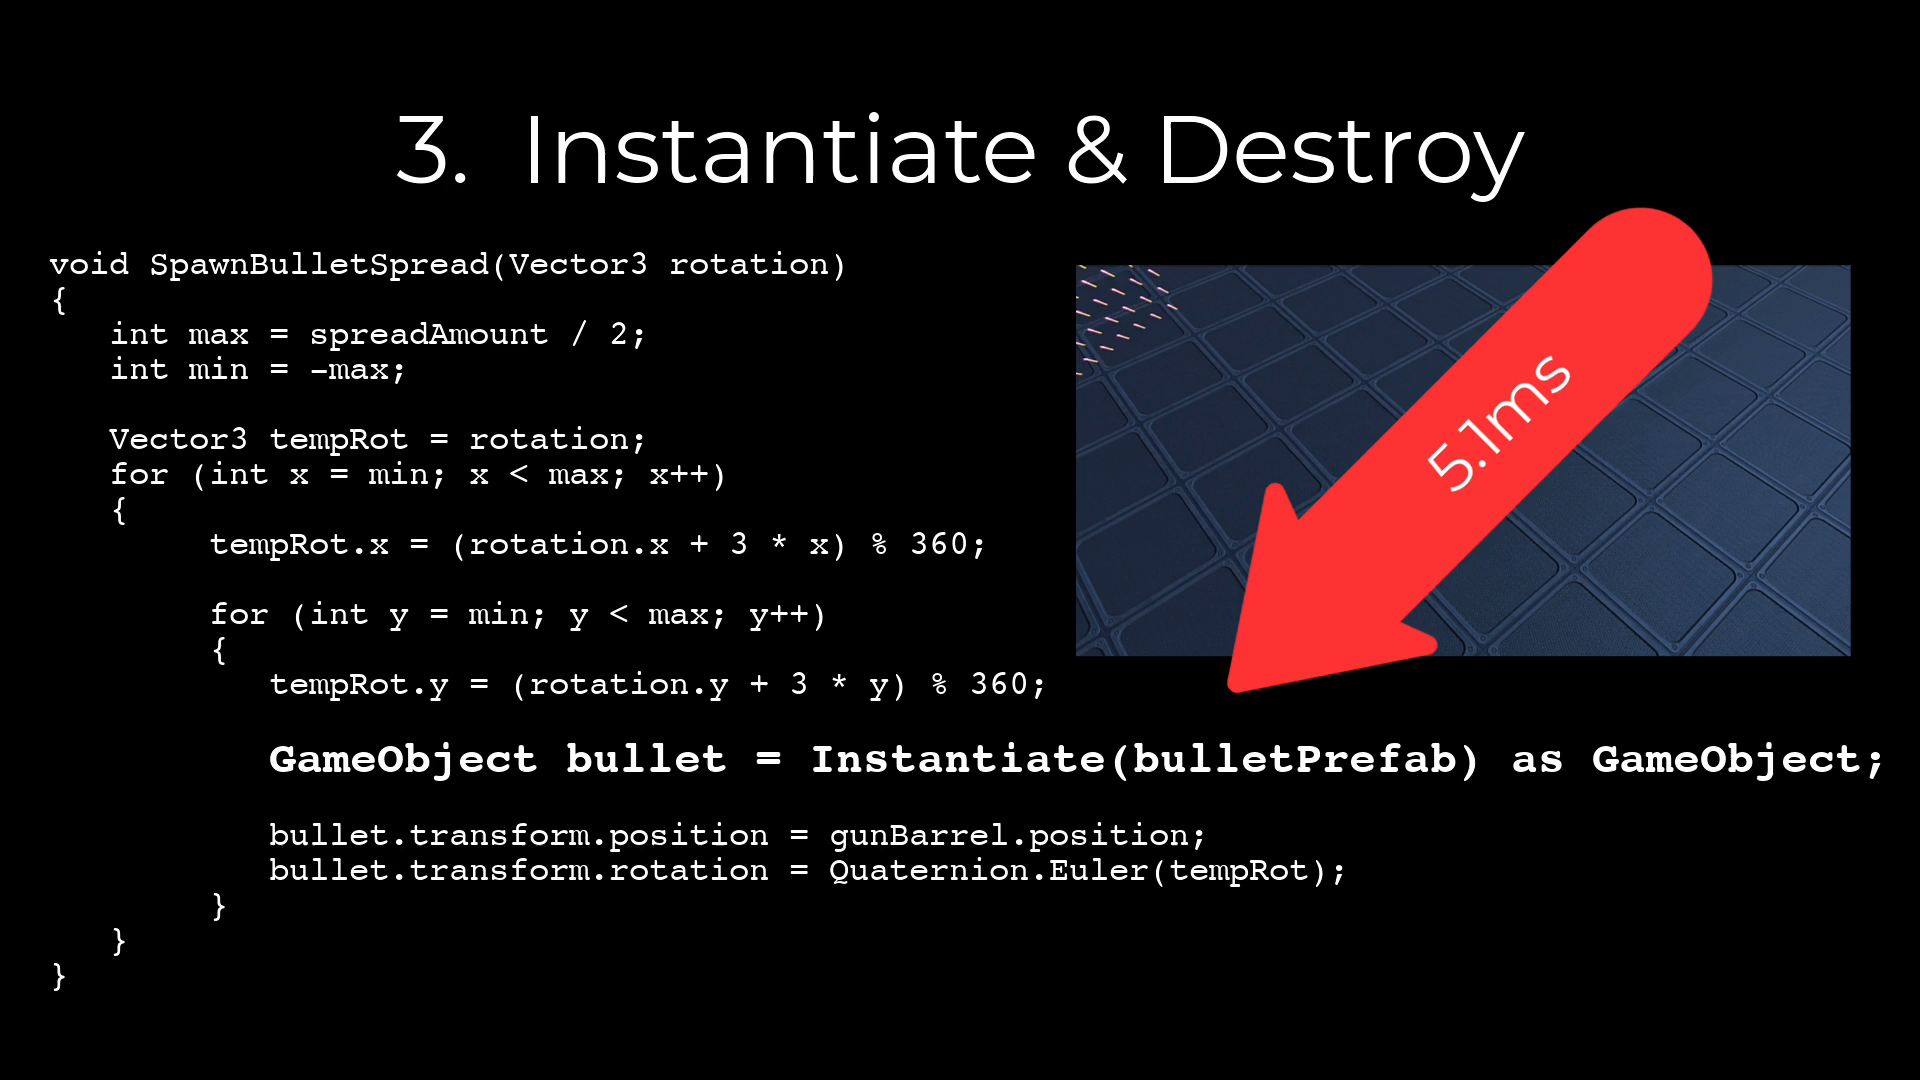 3. Instantiate & Destroy
void SpawnBulletSpread(Vector3 rotation)
{
int max = spreadAmount / 2;
int min = -max;
Vector3 tempRot = rotation;
for (int x = min; x < max; x++)
{
tempRot.x = (rotation.x + 3 * x) % 360;
for (int y = min; y < max; y++)
{
tempRot.y = (rotation.y + 3 * y) % 360;
GameObject bullet = Instantiate(bulletPrefab) as GameObject;
bullet.transform.position = gunBarrel.position;
bullet.transform.rotation = Quaternion.Euler(tempRot);
}
}
}
5.1ms